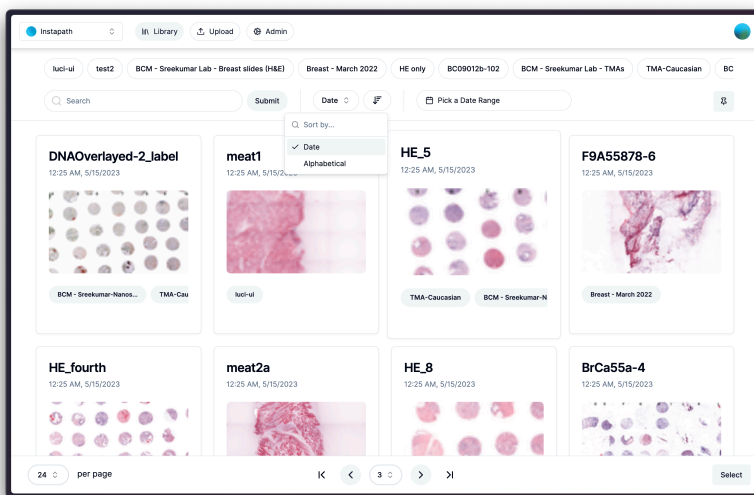 Instapath Library Upload Admin
luci-ui test2 BCM - Sreekumar Lab - Breast slides (H&E) Breast - March 2022 HE only BC09012b-102 BCM - Sreekumar Lab - TMAs TMA-Caucasian BC
Search Submit Date Pick a Date Range
Sort by...
Date
Alphabetical
DNAOverlayed-2_label
12:25 AM, 5/15/2023
BCM - Sreekumar-Nanos... TMA-Cau
meat1
12:25 AM, 5/15/2023
luci-ui
HE_5
12:25 AM, 5/15/2023
TMA-Caucasian BCM - Sreekumar-N
F9A55878-6
12:25 AM, 5/15/2023
Breast - March 2022
HE_fourth
12:25 AM, 5/15/2023
meat2a
12:25 AM, 5/15/2023
HE_8
12:25 AM, 5/15/2023
BrCa55a-4
12:25 AM, 5/15/2023
24 per page 3 Select